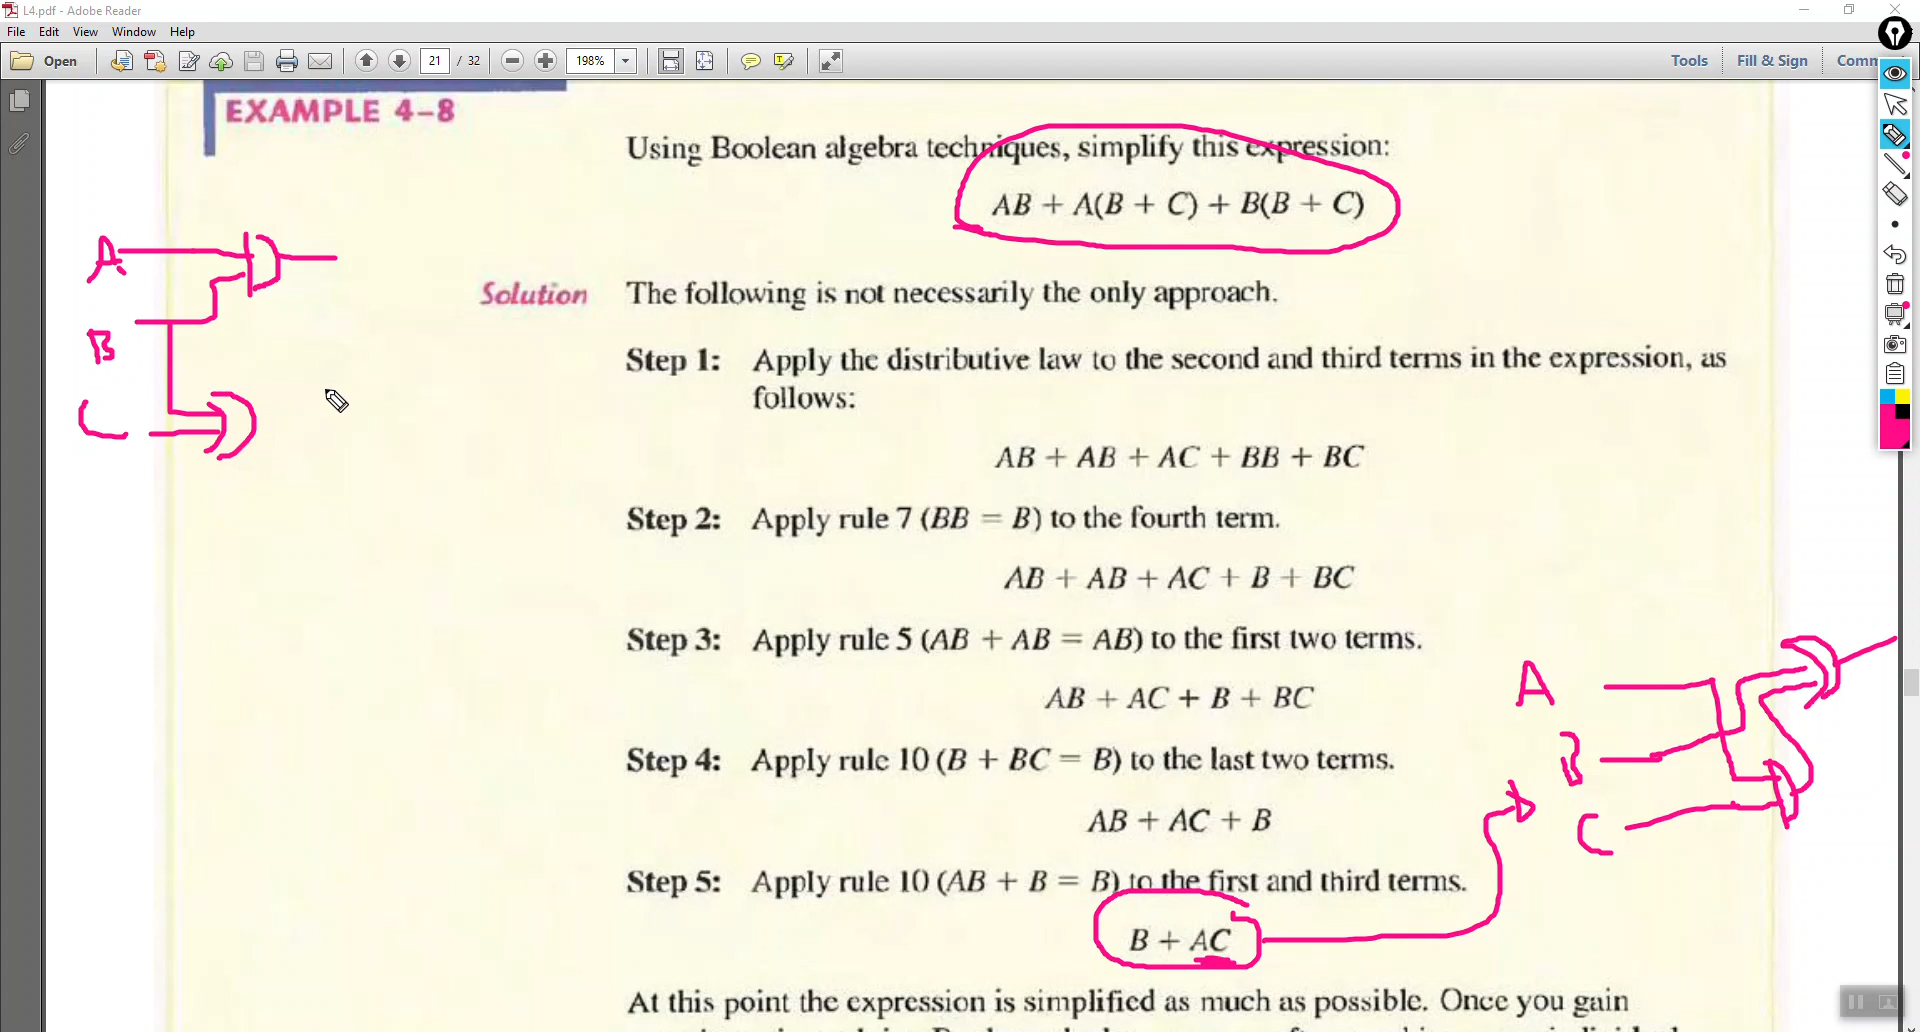 L4.pdf - Adobe Reader
File Edit View Window Help
Open 21 / 32 198% Tools Fill & Sign Comm
EXAMPLE 4–8
Using Boolean algebra techniques, simplify this expression:
AB + A(B + C) + B(B + C)
Solution The following is not necessarily the only approach.
Step 1: Apply the distributive law to the second and third terms in the expression, as
follows:
AB + AB + AC + BB + BC
Step 2: Apply rule 7 (BB = B) to the fourth term.
AB + AB + AC + B + BC
Step 3: Apply rule 5 (AB + AB = AB) to the first two terms.
AB + AC + B + BC
Step 4: Apply rule 10 (B + BC = B) to the last two terms.
AB + AC + B
Step 5: Apply rule 10 (AB + B = B) to the first and third terms.
B + AC
At this point the expression is simplified as much as possible. Once you gain
A
B
C
A
B
C